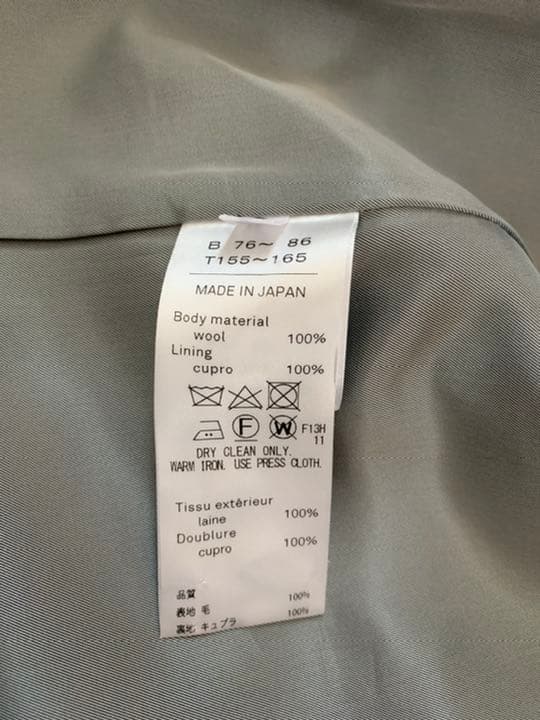 B 76～ 86
T155～165
MADE IN JAPAN
Body material
wool 100%
Lining
cupro 100%
F W F13H
11
DRY CLEAN ONLY.
WARM IRON. USE PRESS CLOTH.
Tissu extérieur
laine 100%
Doublure
cupro 100%
品質
表地 毛 100%
裏地 キュプラ 100%